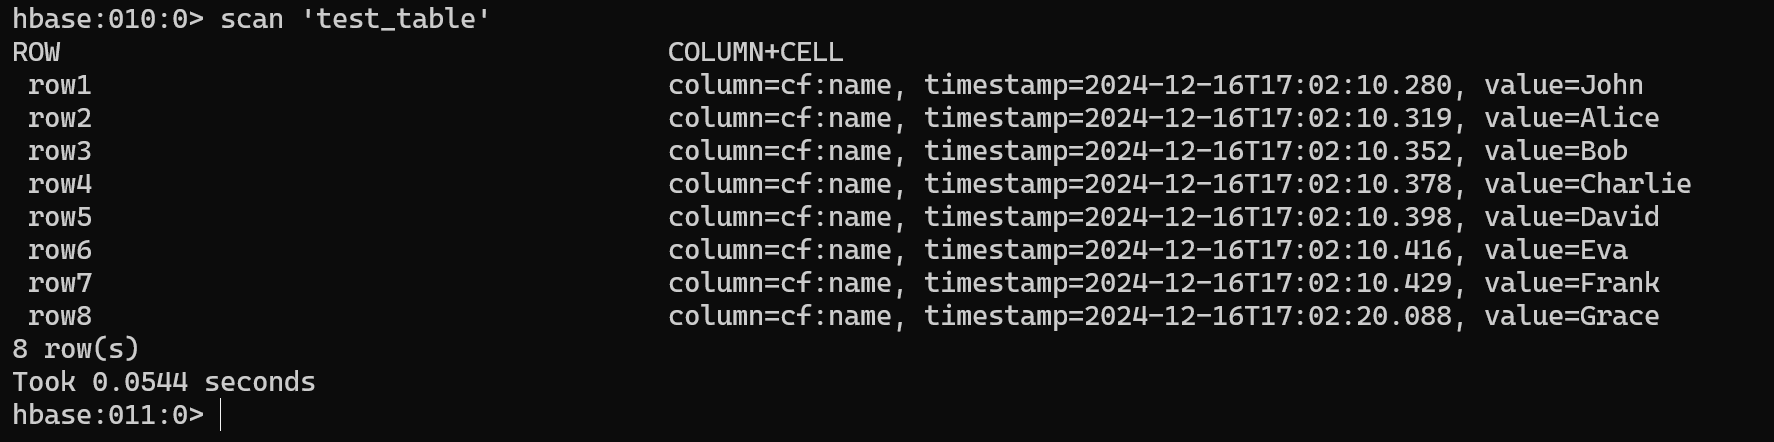 hbase:010:0> scan 'test_table'
ROW COLUMN+CELL
row1 column=cf:name, timestamp=2024-12-16T17:02:10.280, value=John
row2 column=cf:name, timestamp=2024-12-16T17:02:10.319, value=Alice
row3 column=cf:name, timestamp=2024-12-16T17:02:10.352, value=Bob
row4 column=cf:name, timestamp=2024-12-16T17:02:10.378, value=Charlie
row5 column=cf:name, timestamp=2024-12-16T17:02:10.398, value=David
row6 column=cf:name, timestamp=2024-12-16T17:02:10.416, value=Eva
row7 column=cf:name, timestamp=2024-12-16T17:02:10.429, value=Frank
row8 column=cf:name, timestamp=2024-12-16T17:02:20.088, value=Grace
8 row(s)
Took 0.0544 seconds
hbase:011:0>